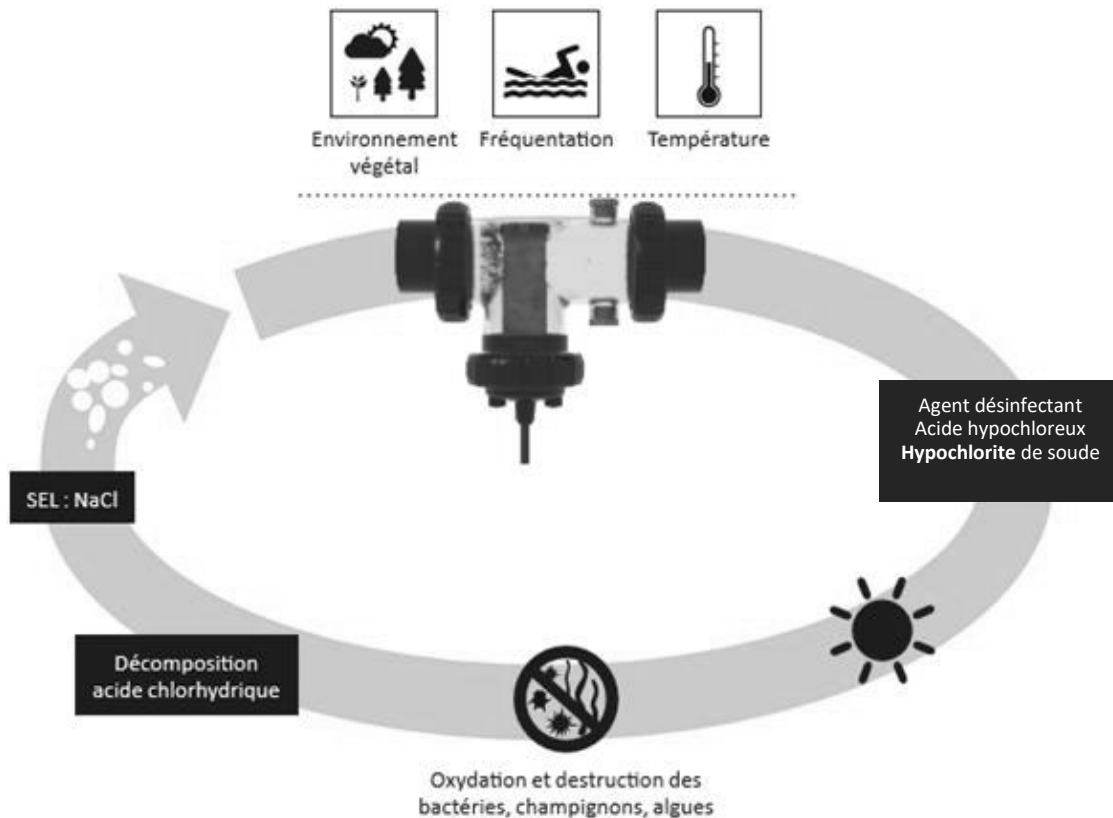 Environnement
végétal
Fréquentation
Température
Agent désinfectant
Acide hypochloreux
Hypochlorite de soude
SEL : NaCl
Décomposition
acide chlorhydrique
Oxydation et destruction des
bactéries, champignons, algues